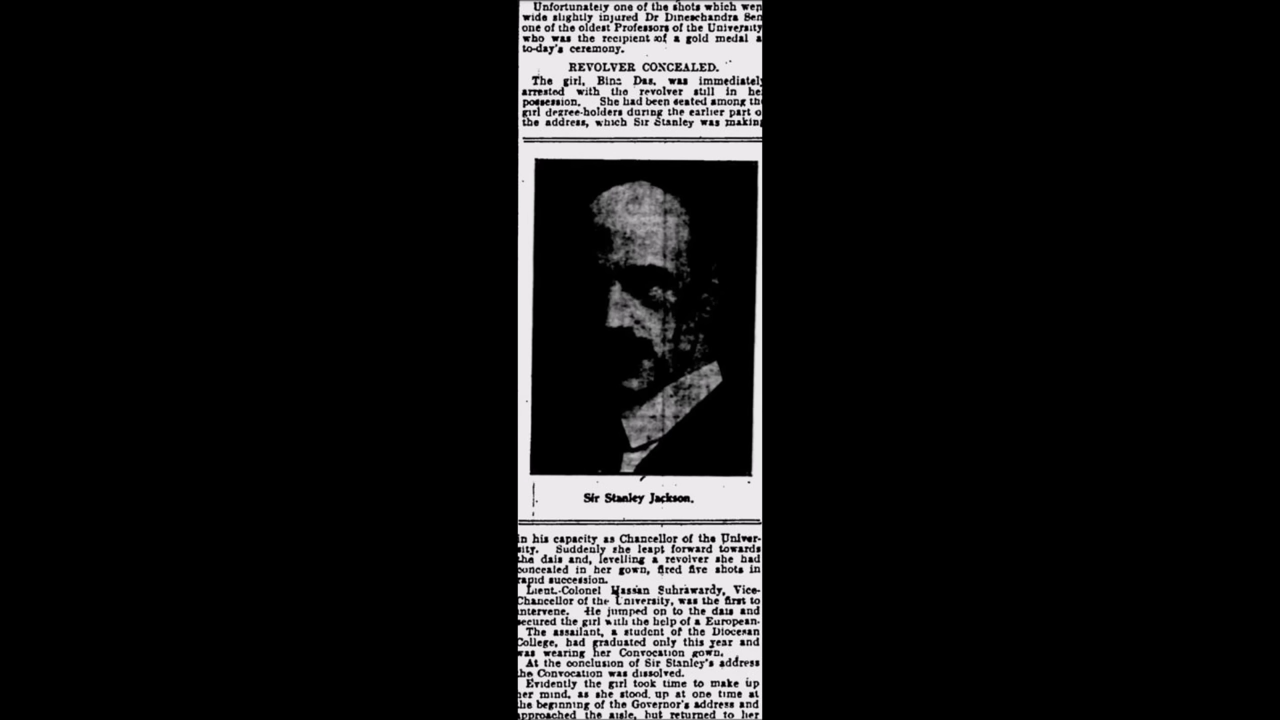 Unfortunately one of the shots which wen
wide slightly injured Dr Dineschandra Sen
one of the oldest Professors of the University
who was the recipient of a gold medal a
to-day's ceremony.
REVOLVER CONCEALED.
The girl, Bina Das, was immediatel
arrested with the revolver still in he
possession. She had been seated among th
girl degree-holders during the earlier part o
the address, which Sir Stanley was makin
Sir Stanley Jackson.
in his capacity as Chancellor of the Univer-
sity. Suddenly she leapt forward towards
the dais and, levelling a revolver she had
concealed in her gown, fired five shots in
rapid succession.
Lieut.-Colonel Hassan Suhrawardy, Vice-
Chancellor of the University, was the first to
intervene. He jumped on to the dais and
secured the girl with the help of a European.
The assailant, a student of the Diocesan
College, had graduated only this year and
was wearing her Convocation gown.
At the conclusion of Sir Stanley's address
the Convocation was dissolved.
Evidently the girl took time to make up
her mind, as she stood up at one time at
the beginning of the Governor's address and
approached the aisle, but returned to her